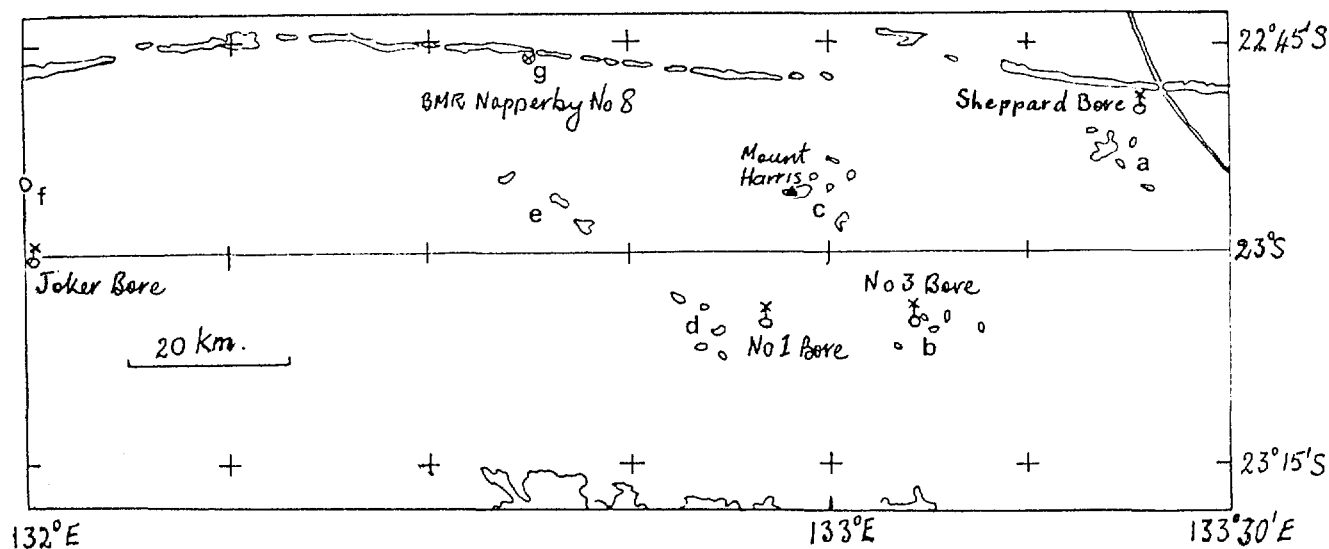 22°45'S
g
BMR Napperby No 8
Sheppard Bore
a
Mount
Harris
c
f
e
23°S
Joker Bore
No 3 Bore
d
No 1 Bore
b
20 Km.
23°15'S
132°E
133°E
133°30'E